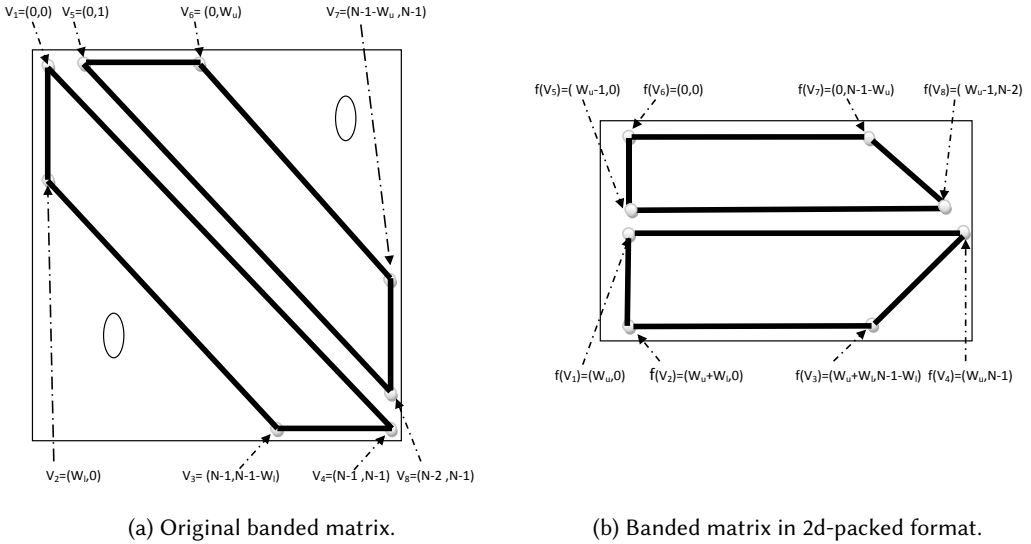 V₁=(0,0) V₅=(0,1) V₆= (0,Wᵤ) V₇=(N-1-Wᵤ ,N-1)
f(V₅)=( Wᵤ-1,0) f(V₆)=(0,0) f(V₇)=(0,N-1-Wᵤ) f(V₈)=( Wᵤ-1,N-2)
f(V₁)=(Wᵤ,0) f(V₂)=(Wᵤ+Wₗ,0) f(V₃)=(Wᵤ+Wₗ,N-1-Wₗ) f(V₄)=(Wᵤ,N-1)
V₂=(Wₗ,0) V₃= (N-1,N-1-Wₗ) V₄=(N-1 ,N-1) V₈=(N-2 ,N-1)
(a) Original banded matrix. (b) Banded matrix in 2d-packed format.